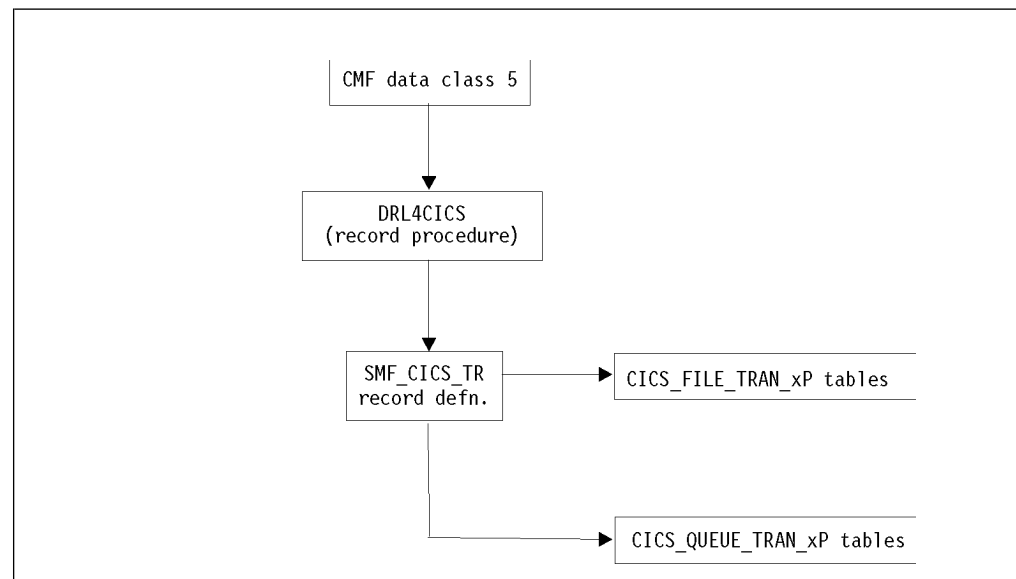 CMF data class 5
DRL4CICS
(record procedure)
SMF_CICS_TR
record defn.
CICS_FILE_TRAN_xP tables
CICS_QUEUE_TRAN_xP tables